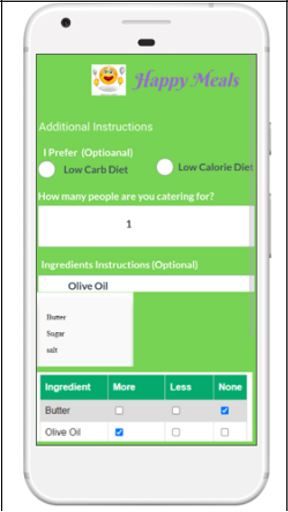 Happy Meals
Additional Instructions
I Prefer (Optioanal)
Low Carb Diet Low Calorie Diet
How many people are you catering for?
1
Ingredients Instructions (Optional)
Olive Oil
Butter
Sugar
salt
Ingredient More Less None
Butter
Olive Oil